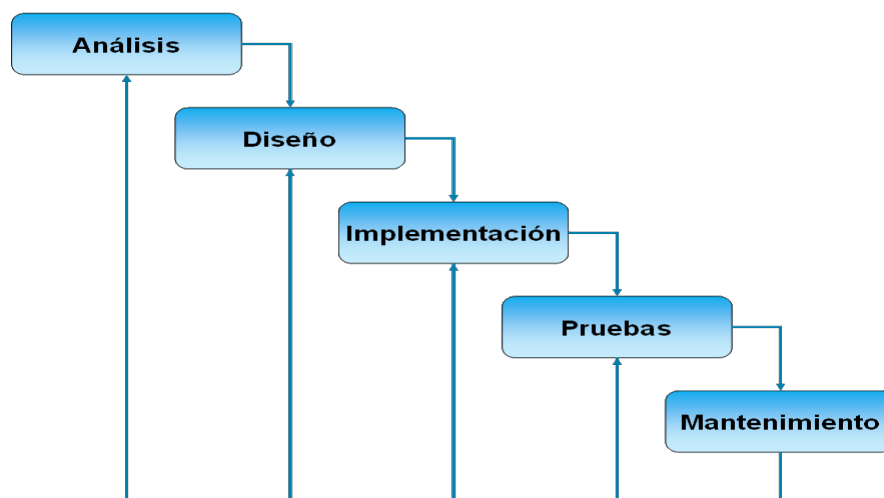 Análisis
Diseño
Implementación
Pruebas
Mantenimiento